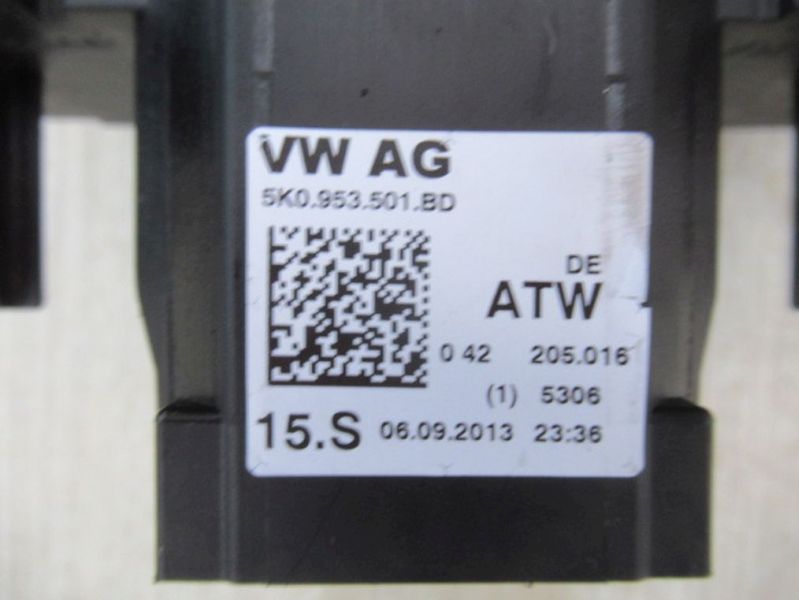 VW AG
5K0.953.501.BD
DE
ATW
0 42 205.016
(1) 5306
15.S 06.09.2013 23:36